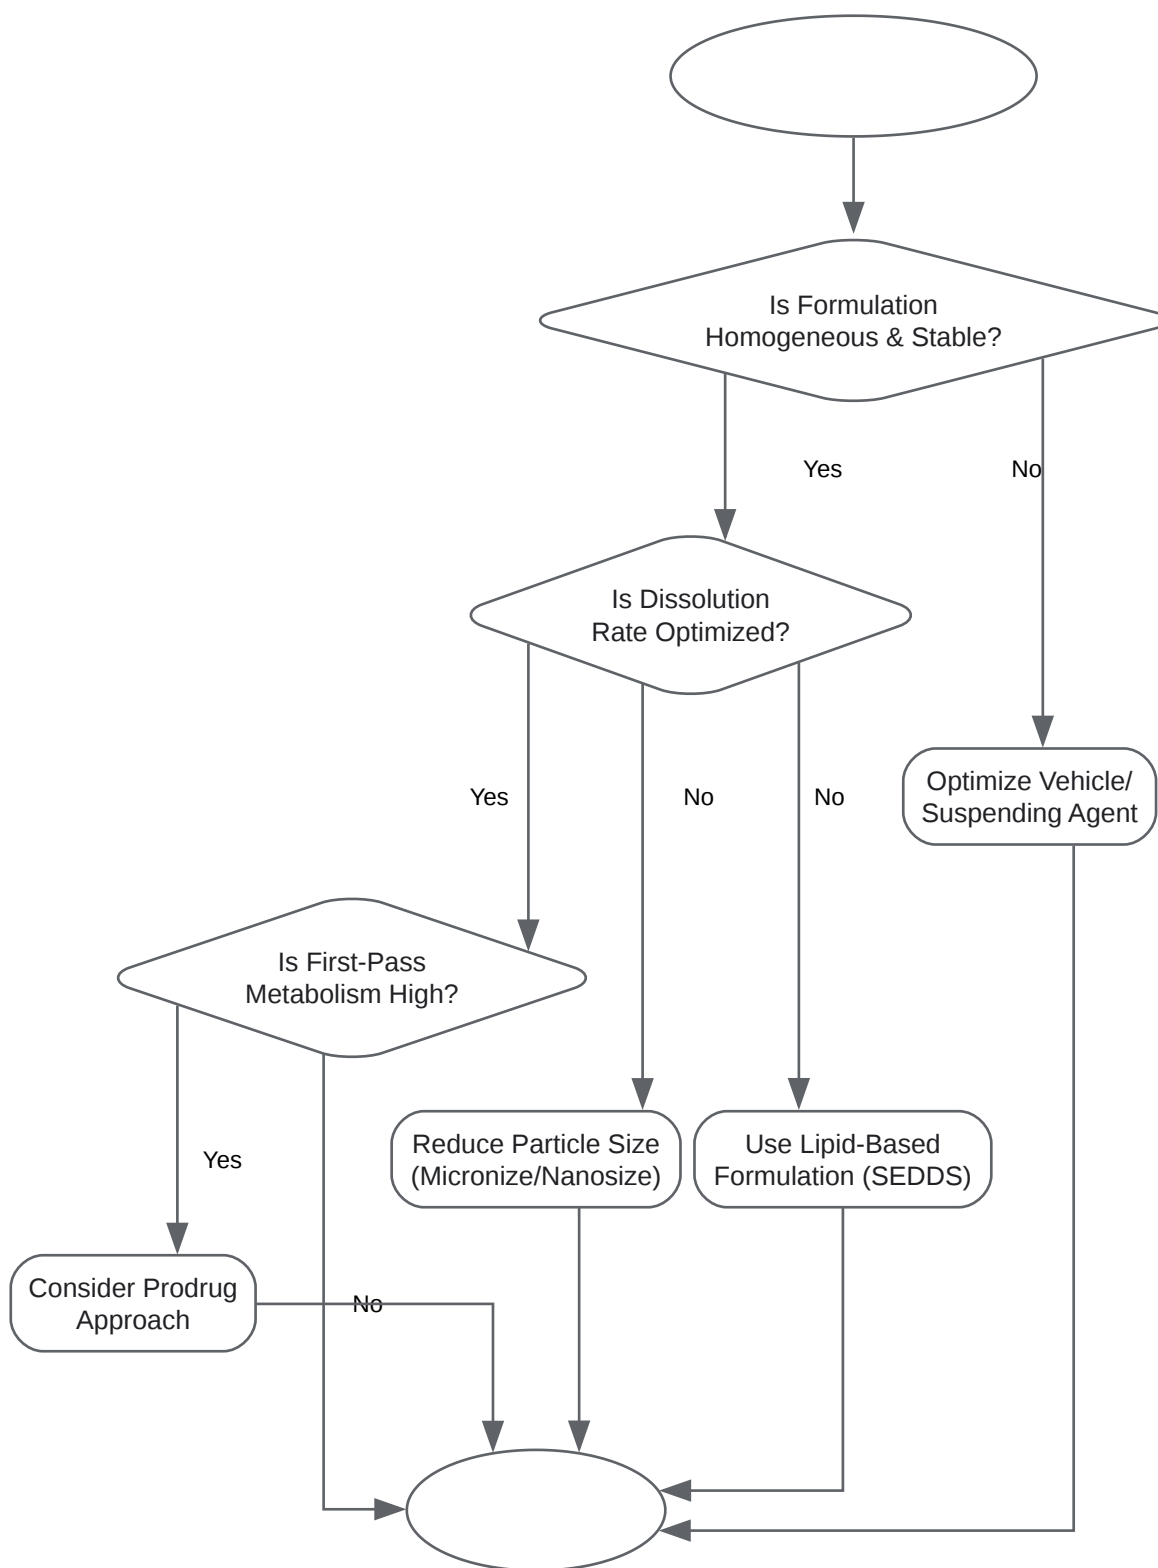 Is Formulation
Homogeneous & Stable?
Yes
No
Is Dissolution
Rate Optimized?
Yes
No
No
Optimize Vehicle/
Suspending Agent
Is First-Pass
Metabolism High?
Yes
Reduce Particle Size
(Micronize/Nanosize)
Use Lipid-Based
Formulation (SEDDS)
Consider Prodrug
Approach
No